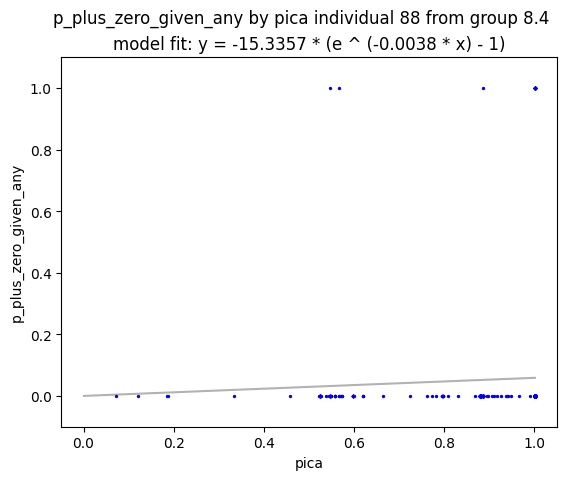 p_plus_zero_given_any by pica individual 88 from group 8.4
model fit: y = -15.3357 * (e ^ (-0.0038 * x) - 1)
1.0
0.8
0.6
0.4
0.2
0.0
p_plus_zero_given_any
0.0 0.2 0.4 0.6 0.8 1.0
pica